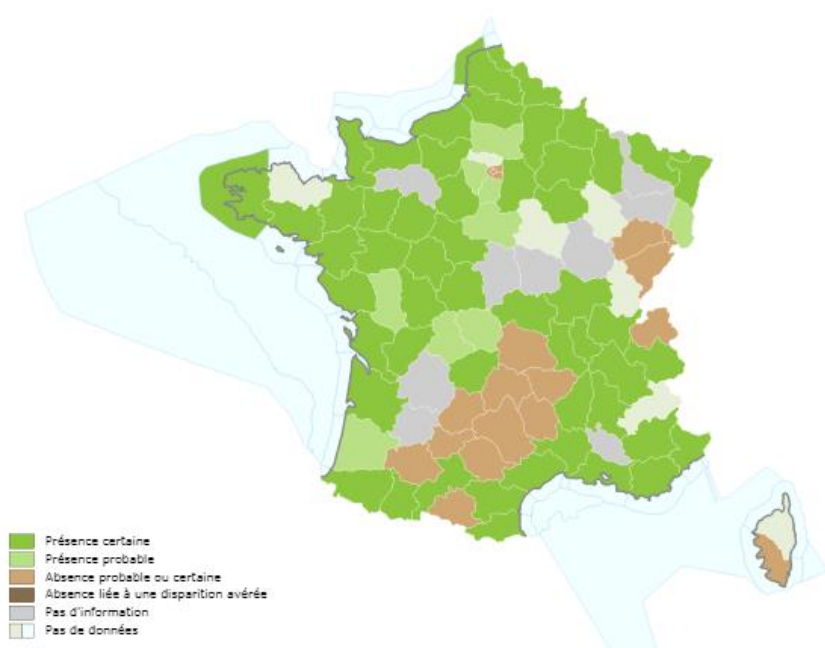 Présence certaine
Présence probable
Absence probable ou certaine
Absence liée à une disparition avérée
Pas d'information
Pas de données